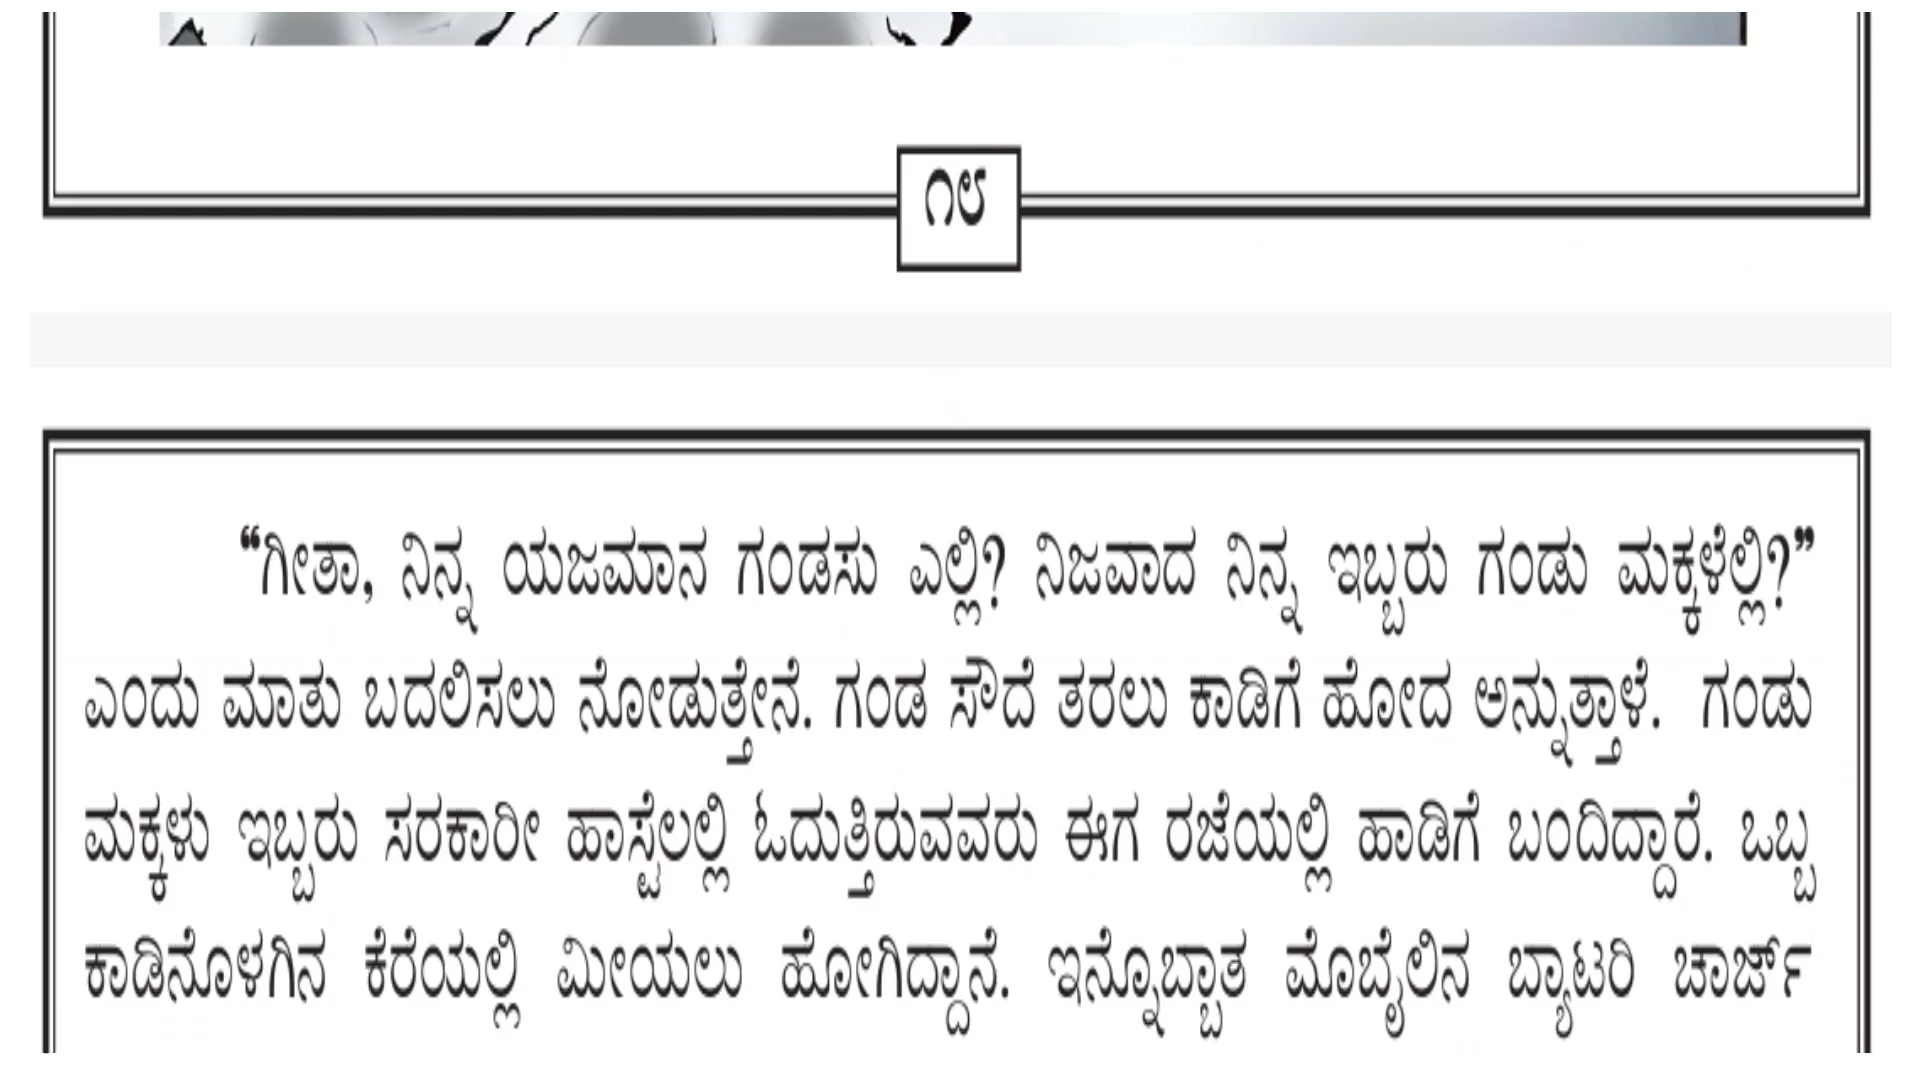 ೧೮
“ಗೀತಾ, ನಿನ್ನ ಯಜಮಾನ ಗಂಡಸು ಎಲ್ಲಿ? ನಿಜವಾದ ನಿನ್ನ ಇಬ್ಬರು ಗಂಡು ಮಕ್ಕಳೆಲ್ಲಿ?”
ಎಂದು ಮಾತು ಬದಲಿಸಲು ನೋಡುತ್ತೇನೆ. ಗಂಡ ಸೌದೆ ತರಲು ಕಾಡಿಗೆ ಹೋದ ಅನ್ನುತ್ತಾಳೆ. ಗಂಡು
ಮಕ್ಕಳು ಇಬ್ಬರು ಸರಕಾರೀ ಹಾಸ್ಟೆಲಲ್ಲಿ ಓದುತ್ತಿರುವವರು ಈಗ ರಜೆಯಲ್ಲಿ ಹಾಡಿಗೆ ಬಂದಿದ್ದಾರೆ. ಒಬ್ಬ
ಕಾಡಿನೊಳಗಿನ ಕೆರೆಯಲ್ಲಿ ಮೀಯಲು ಹೋಗಿದ್ದಾನೆ. ಇನ್ನೊಬ್ಬಾತ ಮೊಬೈಲಿನ ಬ್ಯಾಟರಿ ಚಾರ್ಜ್